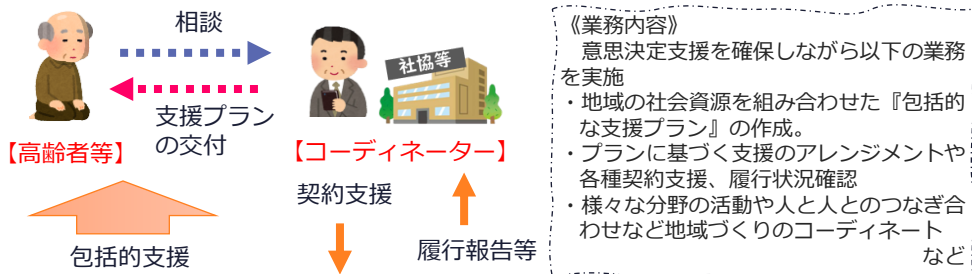 相談
支援プラン
の交付
【高齢者等】
社協等
【コーディネーター】
契約支援
履行報告等
包括的支援
《業務内容》
意思決定支援を確保しながら以下の業務
を実施
・地域の社会資源を組み合わせた『包括的
な支援プラン』の作成。
・プランに基づく支援のアレンジメントや
各種契約支援、履行状況確認
・様々な分野の活動や人と人とのつなぎ合
わせなど地域づくりのコーディネート
など